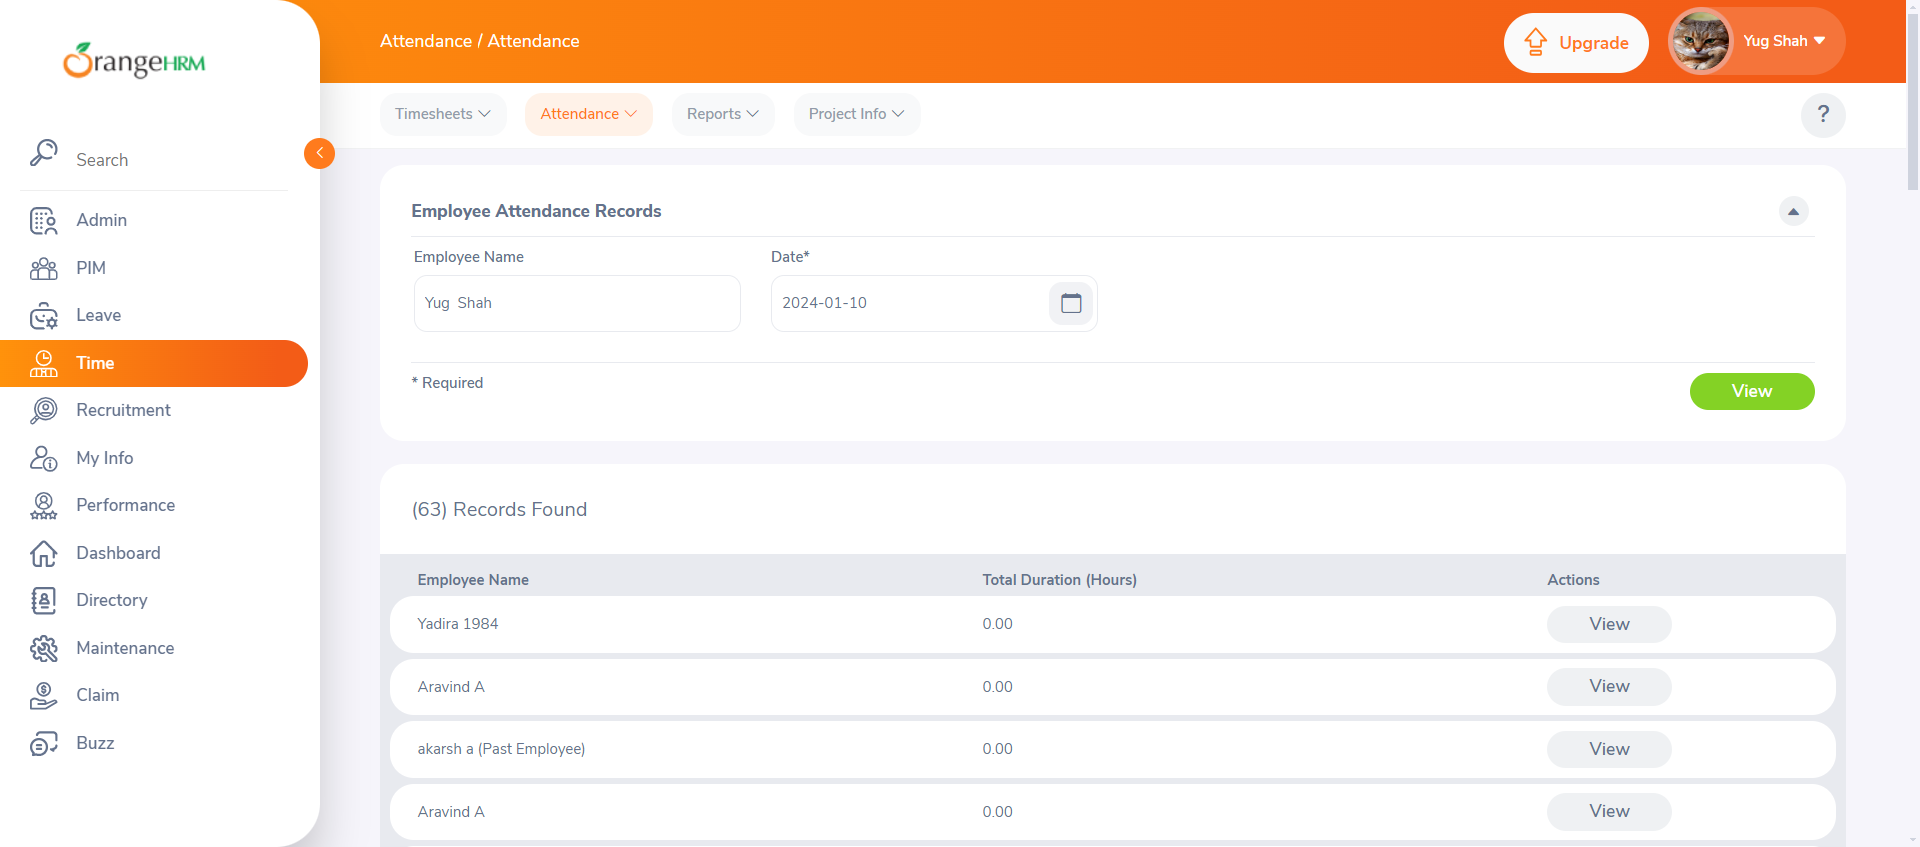 OrangeHRM
Attendance / Attendance
Upgrade
Yug Shah
Timesheets
Attendance
Reports
Project Info
?
Search
Admin
PIM
Leave
Time
Recruitment
My Info
Performance
Dashboard
Directory
Maintenance
Claim
Buzz
Employee Attendance Records
Employee Name
Date*
Yug  Shah
2024-01-10
* Required
View
(63) Records Found
Employee Name Total Duration (Hours) Actions
Yadira 1984 0.00 View
Aravind A 0.00 View
akarsh a (Past Employee) 0.00 View
Aravind A 0.00 View